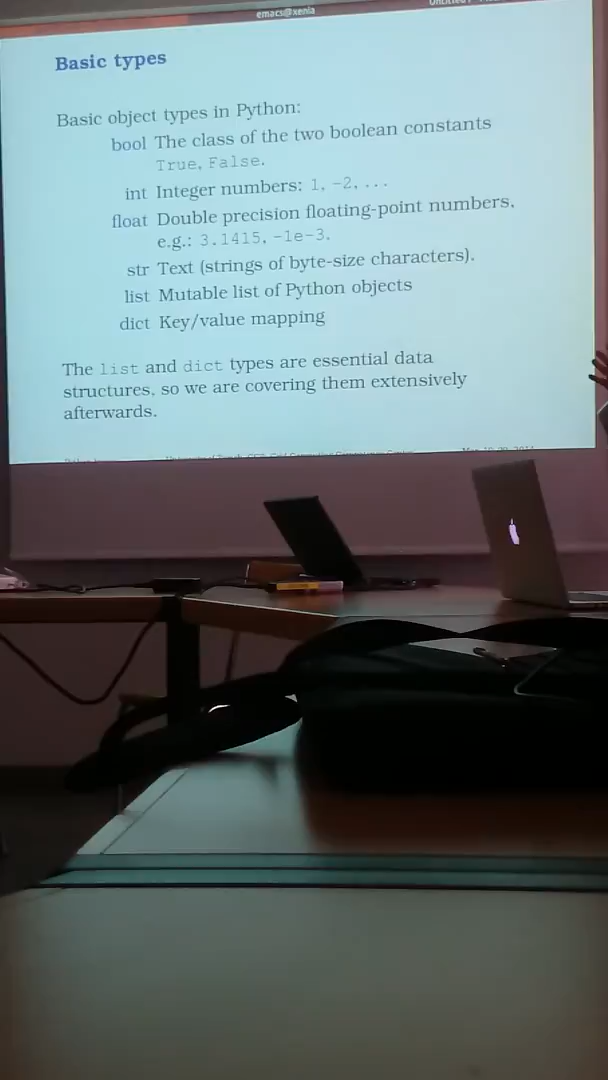 emacs@xenia
Basic types
Basic object types in Python:
bool The class of the two boolean constants
True, False.
int Integer numbers: 1, -2, ...
float Double precision floating-point numbers,
e.g.: 3.1415, -1e-3.
str Text (strings of byte-size characters).
list Mutable list of Python objects
dict Key/value mapping
The list and dict types are essential data
structures, so we are covering them extensively
afterwards.